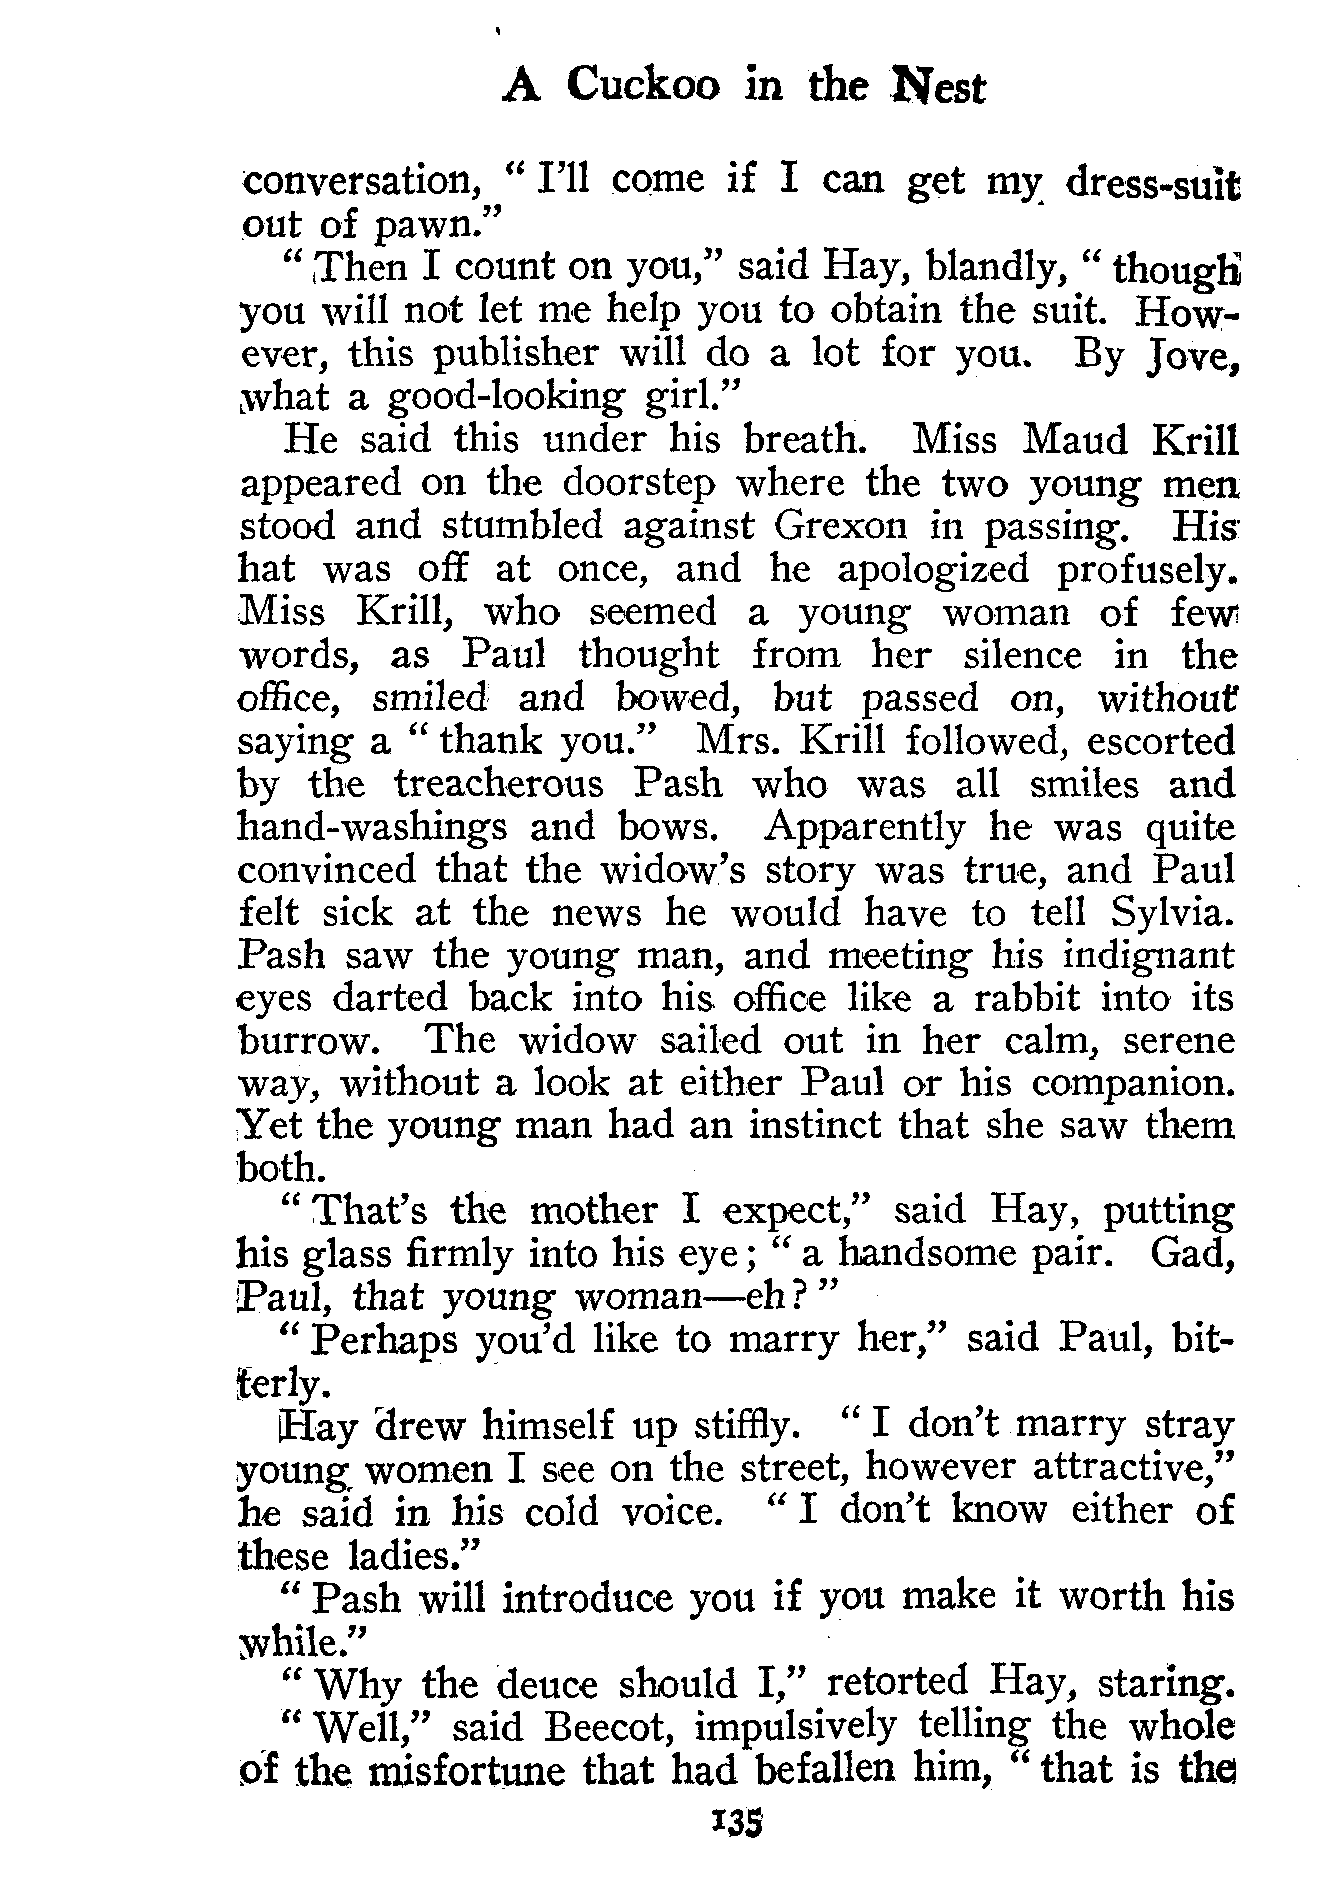 A Cuckoo in the Nest
conversation, " I'll come if I can get my dress-suit
out of pawn."
" Then I count on you," said Hay, blandly, " though
you will not let me help you to obtain the suit. How-
ever, this publisher will do a lot for you. By Jove,
what a good-looking girl."
He said this under his breath. Miss Maud Krill
appeared on the doorstep where the two young men
stood and stumbled against Grexon in passing. His
hat was off at once, and he apologized profusely.
Miss Krill, who seemed a young woman of few
words, as Paul thought from her silence in the
office, smiled and bowed, but passed on, without
saying a " thank you." Mrs. Krill followed, escorted
by the treacherous Pash who was all smiles and
hand-washings and bows. Apparently he was quite
convinced that the widow's story was true, and Paul
felt sick at the news he would have to tell Sylvia.
Pash saw the young man, and meeting his indignant
eyes darted back into his office like a rabbit into its
burrow. The widow sailed out in her calm, serene
way, without a look at either Paul or his companion.
Yet the young man had an instinct that she saw them
both.
" That's the mother I expect," said Hay, putting
his glass firmly into his eye; " a handsome pair. Gad,
Paul, that young woman—eh? "
" Perhaps you'd like to marry her," said Paul, bit-
terly.
Hay drew himself up stiffly. " I don't marry stray
young women I see on the street, however attractive,"
he said in his cold voice. " I don't know either of
these ladies."
" Pash will introduce you if you make it worth his
while."
" Why the deuce should I," retorted Hay, staring.
" Well," said Beecot, impulsively telling the whole
of the misfortune that had befallen him, " that is the
135